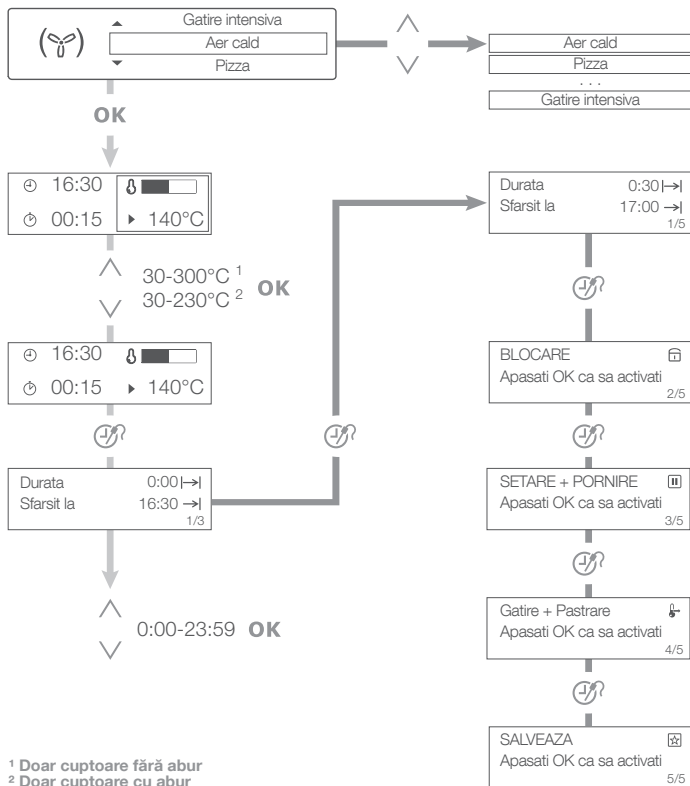 Gatire intensiva
Aer cald
Pizza
Aer cald
Pizza
. . .
Gatire intensiva
OK
16:30
00:15 140°C
30-300°C ¹
30-230°C ² OK
16:30
00:15 140°C
Durata 0:00
Sfarsit la 16:30
1/3
0:00-23:59 OK
Durata 0:30
Sfarsit la 17:00
1/5
BLOCARE
Apasati OK ca sa activati
2/5
SETARE + PORNIRE
Apasati OK ca sa activati
3/5
Gatire + Pastrare
Apasati OK ca sa activati
4/5
SALVEAZA
Apasati OK ca sa activati
5/5
¹ Doar cuptoare fără abur
² Doar cuptoare cu abur